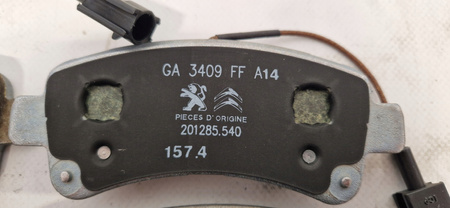 GA 3409 FF A14
PIECES D'ORIGINE
201285.540
157.4